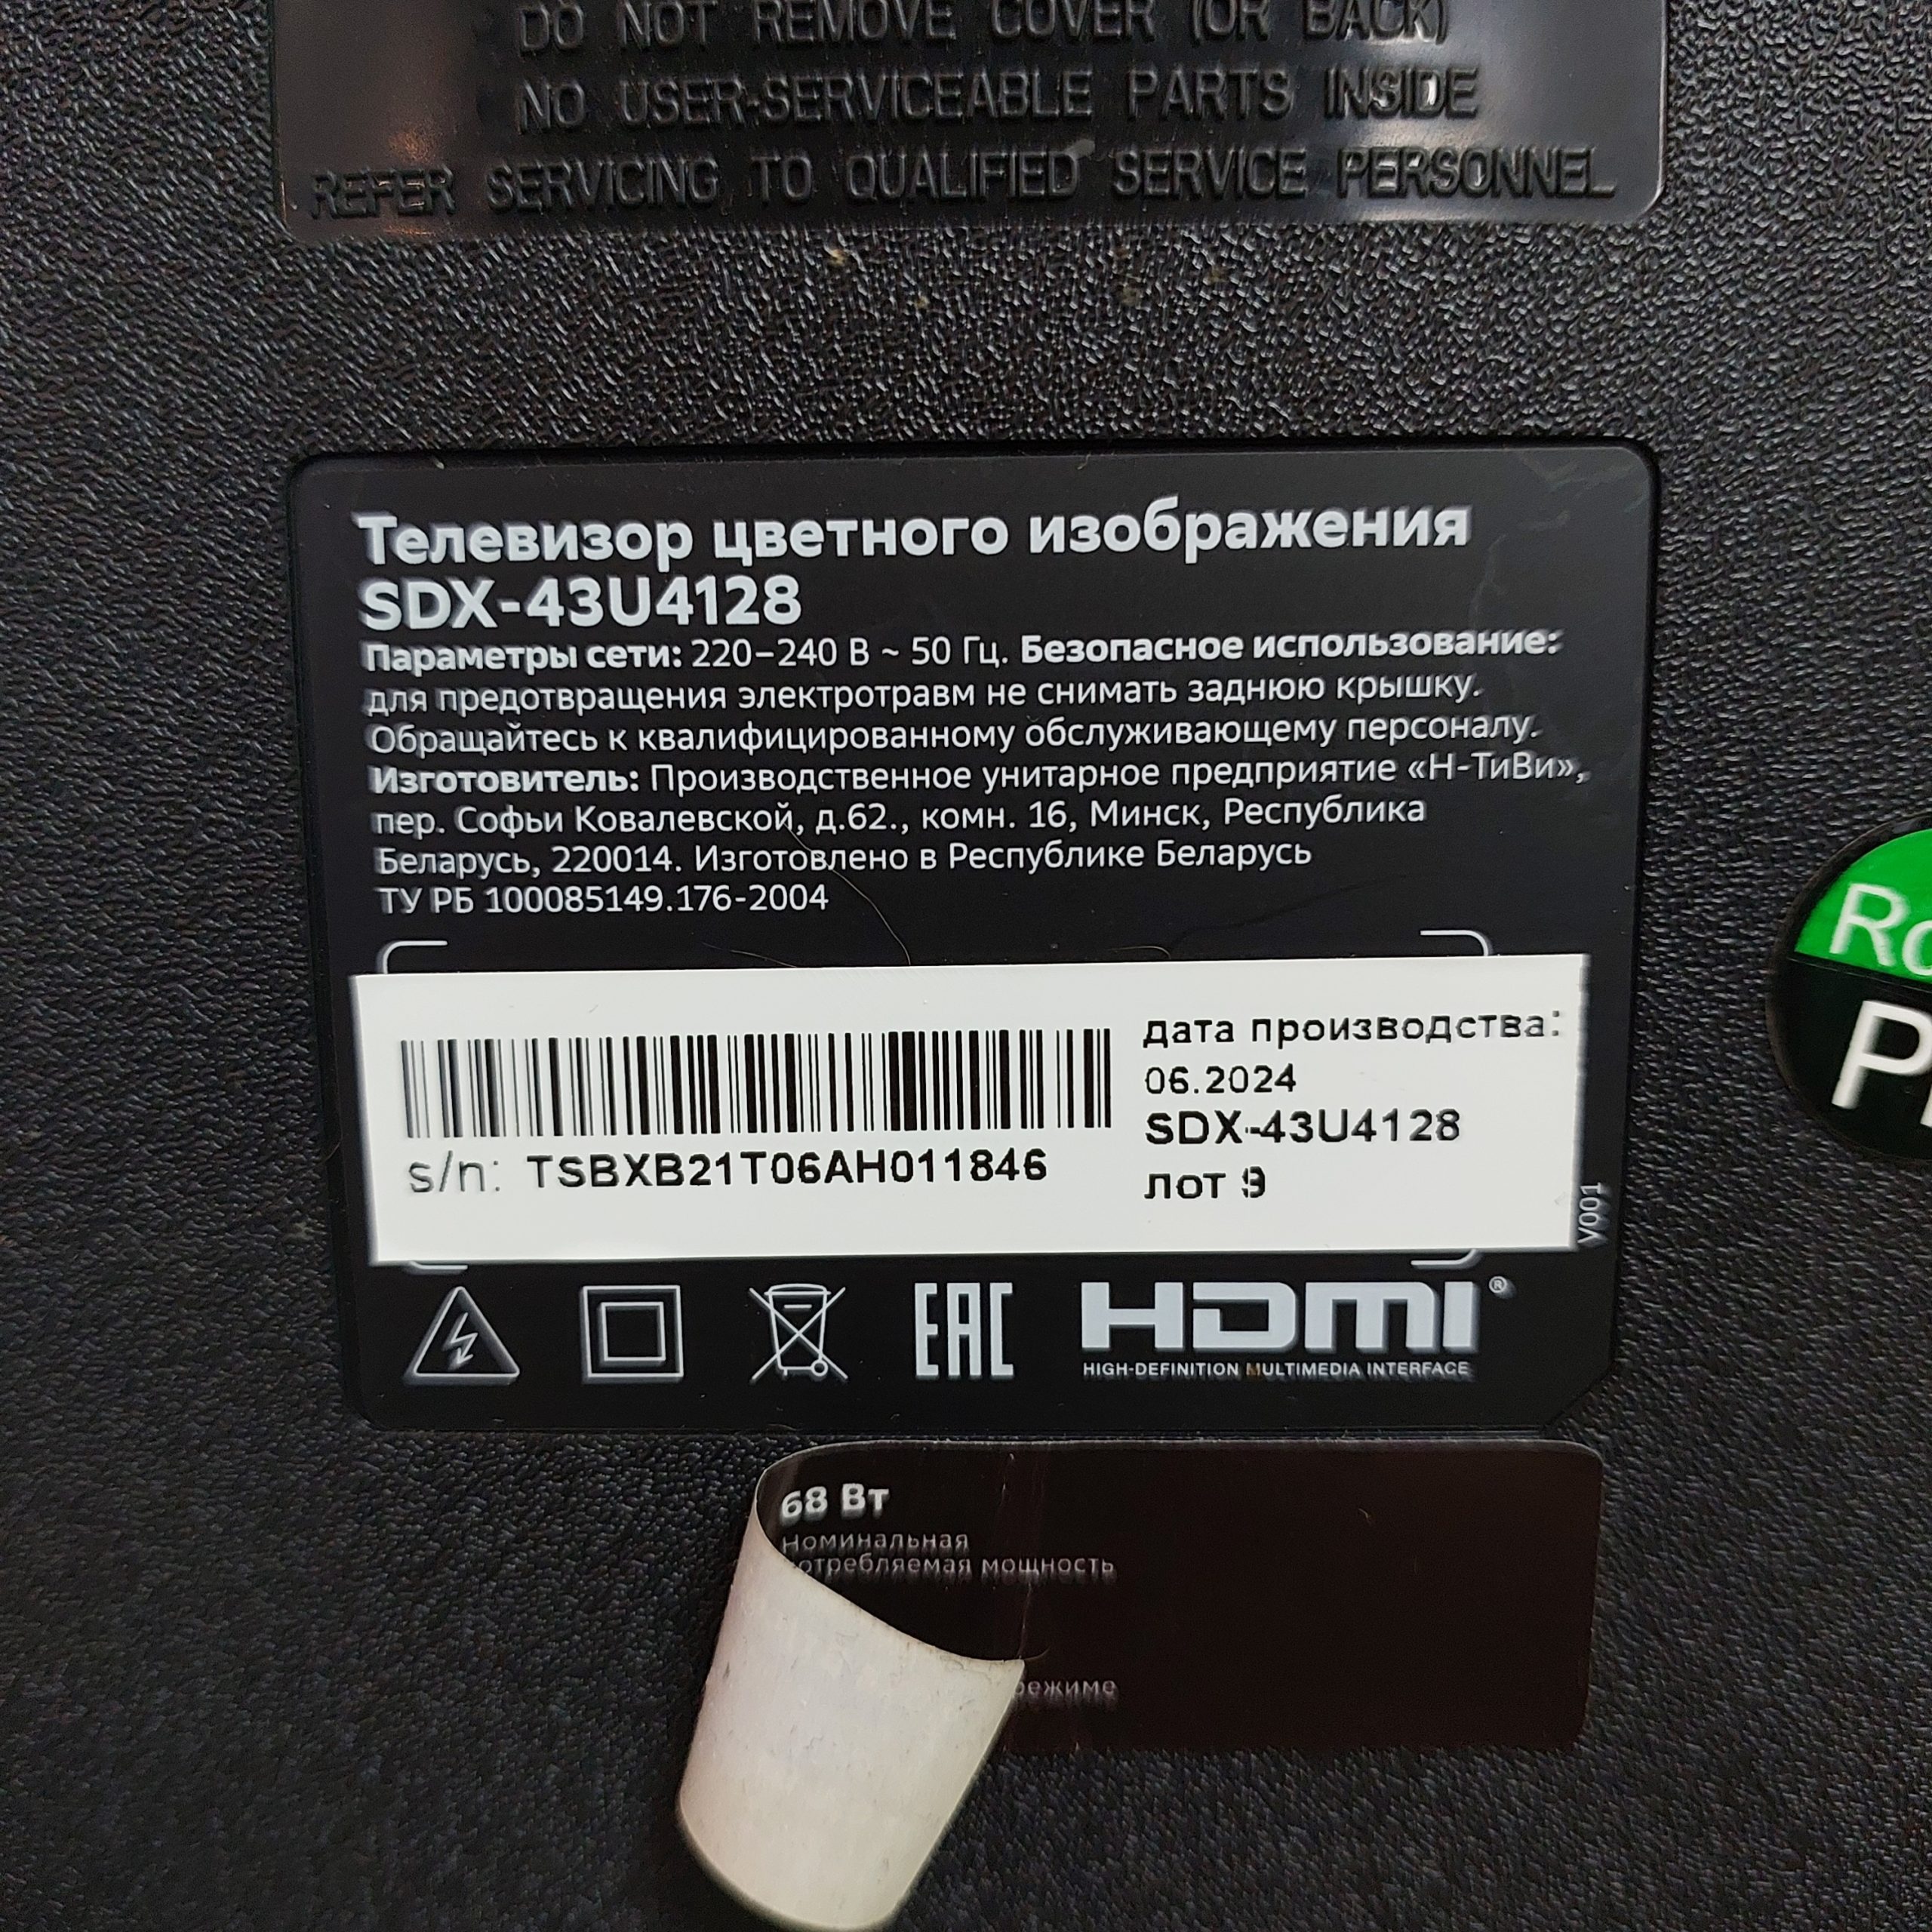 DO NOT REMOVE COVER (OR BACK)
NO USER-SERVICEABLE PARTS INSIDE
REFER SERVICING TO QUALIFIED SERVICE PERSONNEL
Телевизор цветного изображения
SDX-43U4128
Параметры сети: 220–240 В ~ 50 Гц. Безопасное использование:
для предотвращения электротравм не снимать заднюю крышку.
Обращайтесь к квалифицированному обслуживающему персоналу.
Изготовитель: Производственное унитарное предприятие «Н-ТиВи»,
пер. Софьи Ковалевской, д.62., комн. 16, Минск, Республика
Беларусь, 220014. Изготовлено в Республике Беларусь
ТУ РБ 100085149.176-2004
дата производства:
06.2024
SDX-43U4128
лот 9
s/n: TSBXB21T06AH011846
V001
EAC
HDMI®
HIGH-DEFINITION MULTIMEDIA INTERFACE
68 Вт
Номинальная
потребляемая мощность
режиме